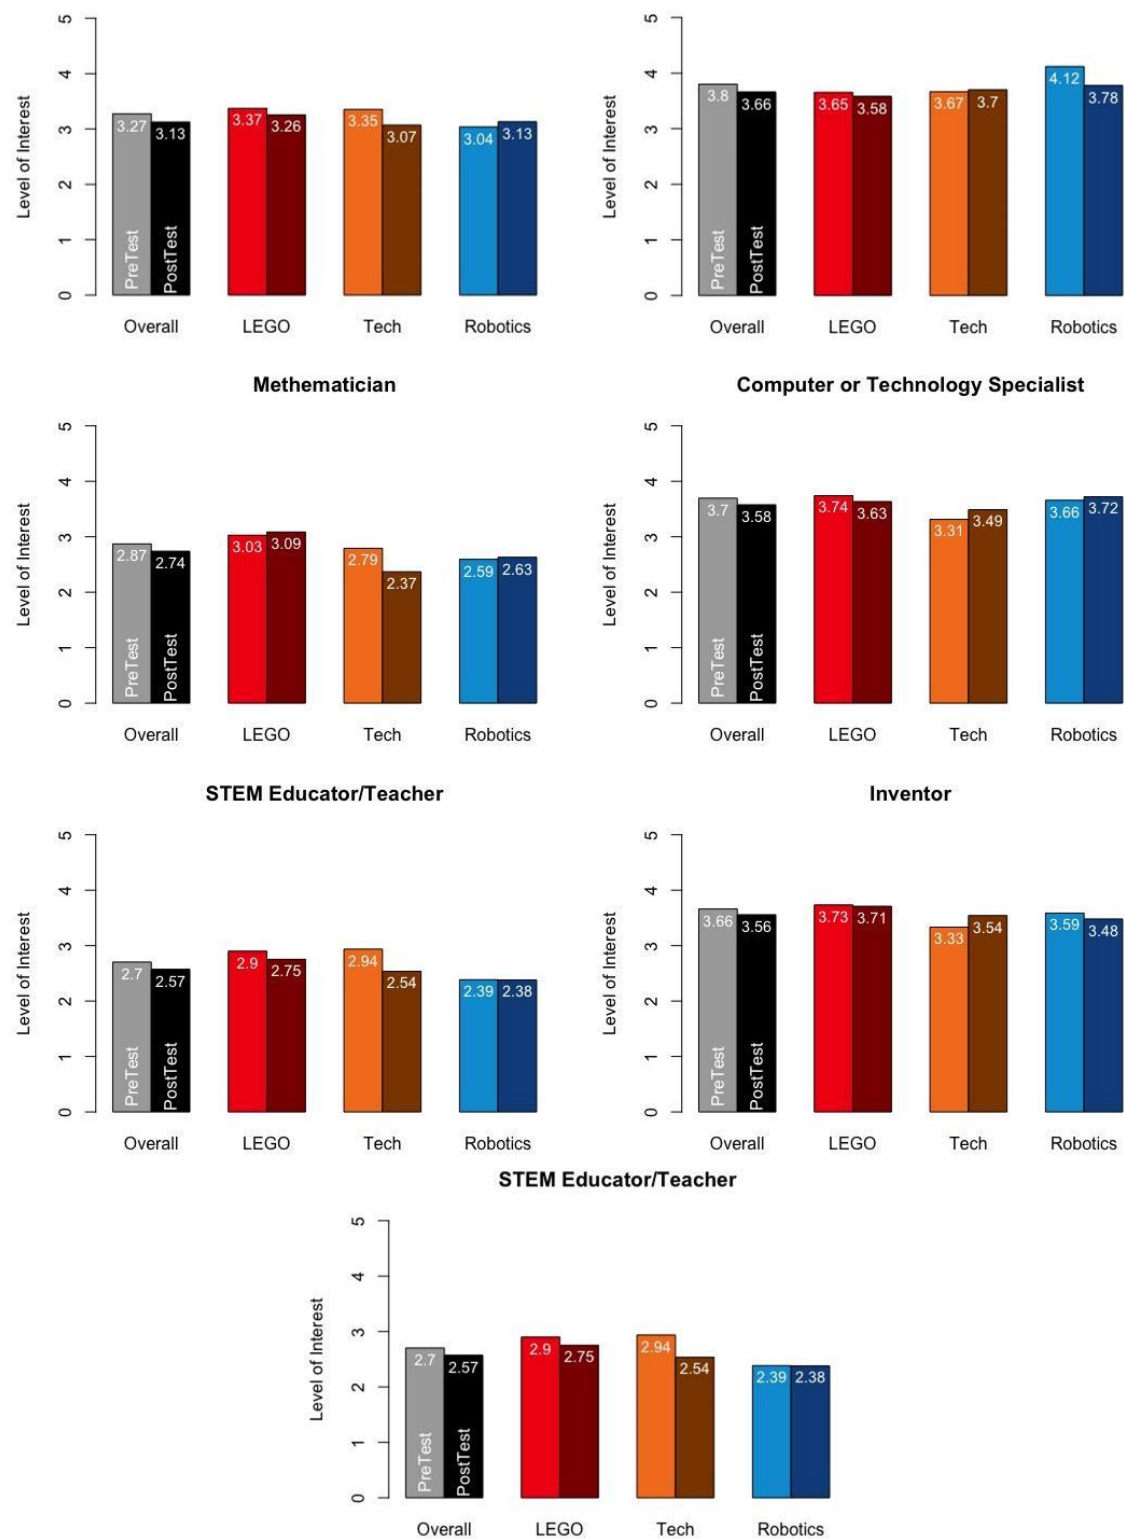 5
4
3
2
1
0
Level of Interest
3.27
3.13
3.37
3.26
3.35
3.07
3.04
3.13
PreTest
PostTest
Overall
LEGO
Tech
Robotics
5
4
3
2
1
0
Level of Interest
3.8
3.66
3.65
3.58
3.67
3.7
4.12
3.78
PreTest
PostTest
Overall
LEGO
Tech
Robotics
Methematician
5
4
3
2
1
0
Level of Interest
2.87
2.74
3.03
3.09
2.79
2.37
2.59
2.63
PreTest
PostTest
Overall
LEGO
Tech
Robotics
Computer or Technology Specialist
5
4
3
2
1
0
Level of Interest
3.7
3.58
3.74
3.63
3.31
3.49
3.66
3.72
PreTest
PostTest
Overall
LEGO
Tech
Robotics
STEM Educator/Teacher
5
4
3
2
1
0
Level of Interest
2.7
2.57
2.9
2.75
2.94
2.54
2.39
2.38
PreTest
PostTest
Overall
LEGO
Tech
Robotics
Inventor
5
4
3
2
1
0
Level of Interest
3.66
3.56
3.73
3.71
3.33
3.54
3.59
3.48
PreTest
PostTest
Overall
LEGO
Tech
Robotics
STEM Educator/Teacher
5
4
3
2
1
0
Level of Interest
2.7
2.57
2.9
2.75
2.94
2.54
2.39
2.38
PreTest
PostTest
Overall
LEGO
Tech
Robotics